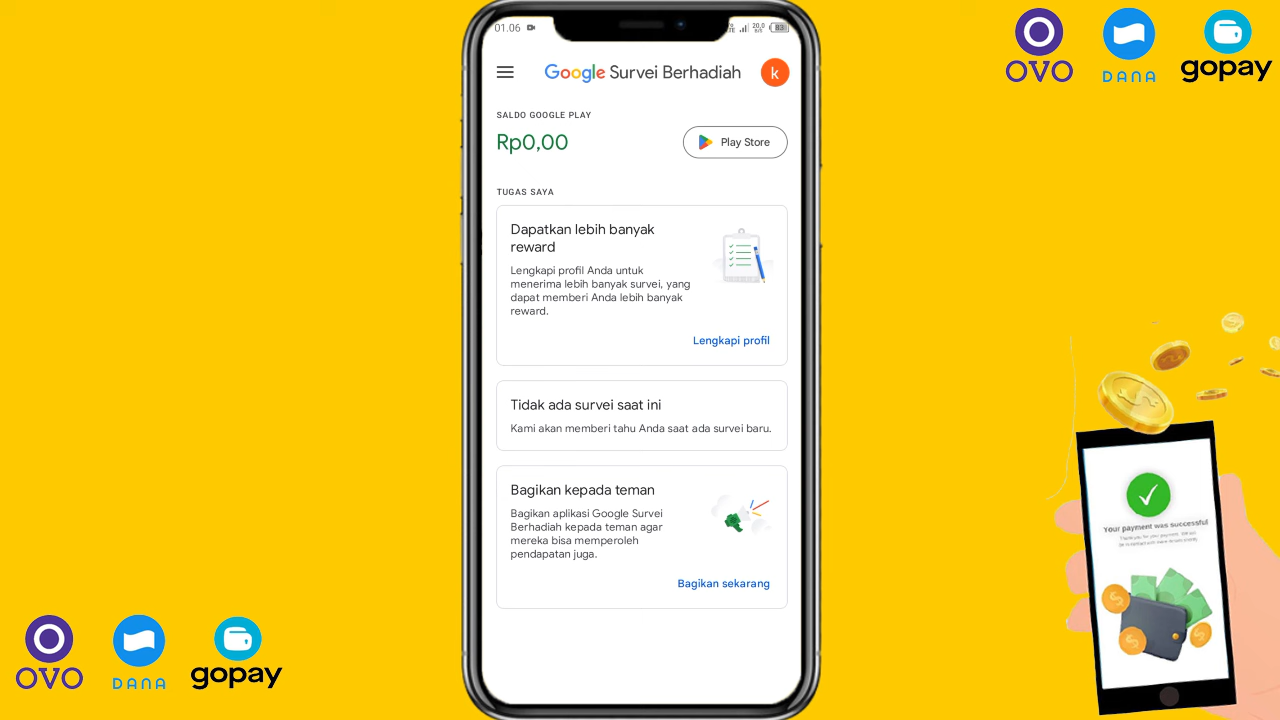 01.06
20,0
83
OVO
DANA
gopay
Google Survei Berhadiah
k
SALDO GOOGLE PLAY
Rp0,00
Play Store
TUGAS SAYA
Dapatkan lebih banyak
reward
Lengkapi profil Anda untuk
menerima lebih banyak survei, yang
dapat memberi Anda lebih banyak
reward.
Lengkapi profil
Tidak ada survei saat ini
Kami akan memberi tahu Anda saat ada survei baru.
Bagikan kepada teman
Bagikan aplikasi Google Survei
Berhadiah kepada teman agar
mereka bisa memperoleh
pendapatan juga.
Bagikan sekarang
Your payment was successful
OVO
DANA
gopay